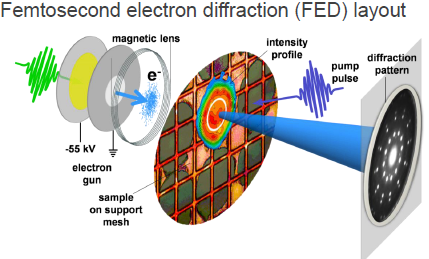 Femtosecond electron diffraction (FED) layout
magnetic lens
intensity
profile
pump
pulse
diffraction
pattern
e-
-55 kV
electron
gun
sample
on support
mesh